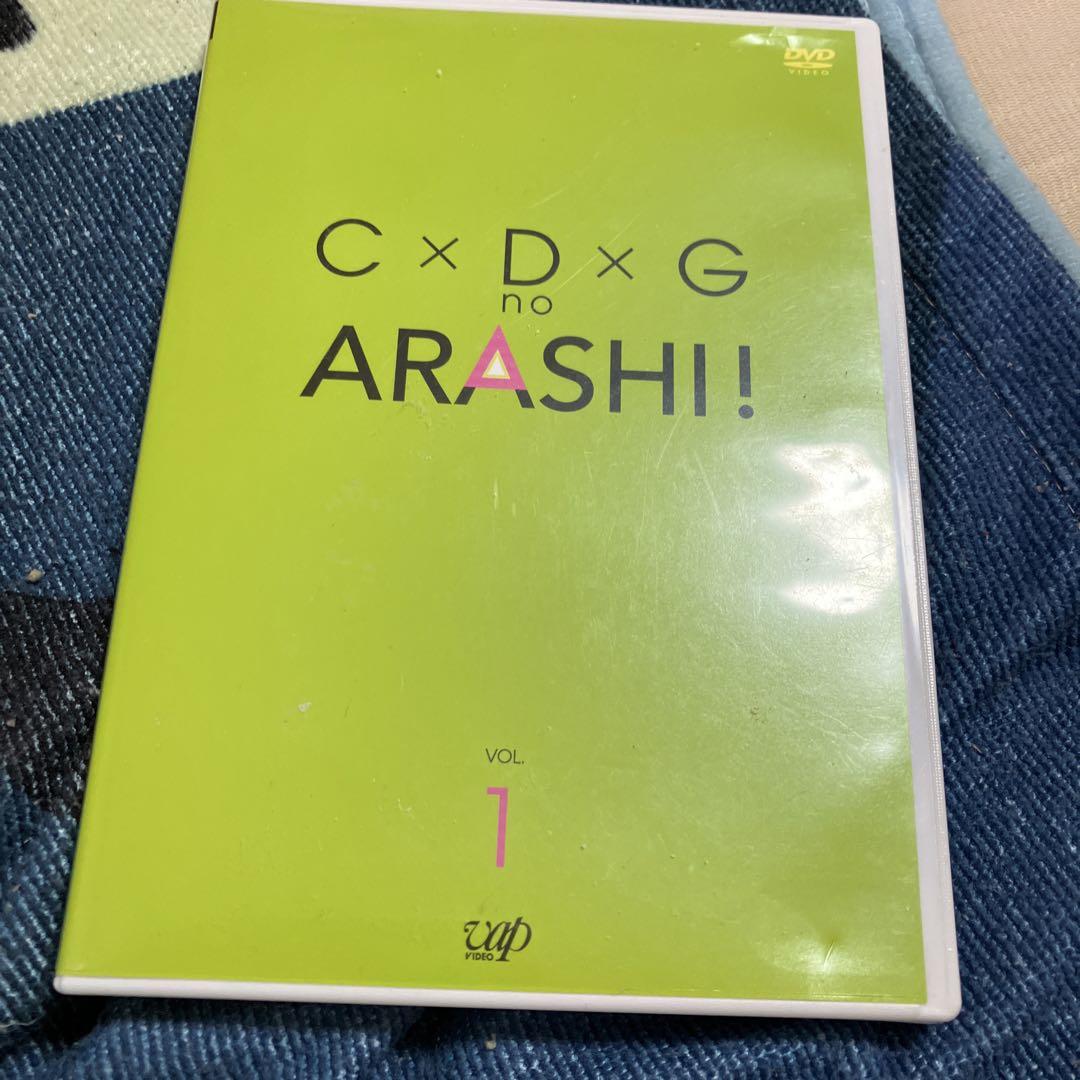 DVD
VIDEO
C × D × G
no
ARASHI!
VOL.
1
vap
VIDEO